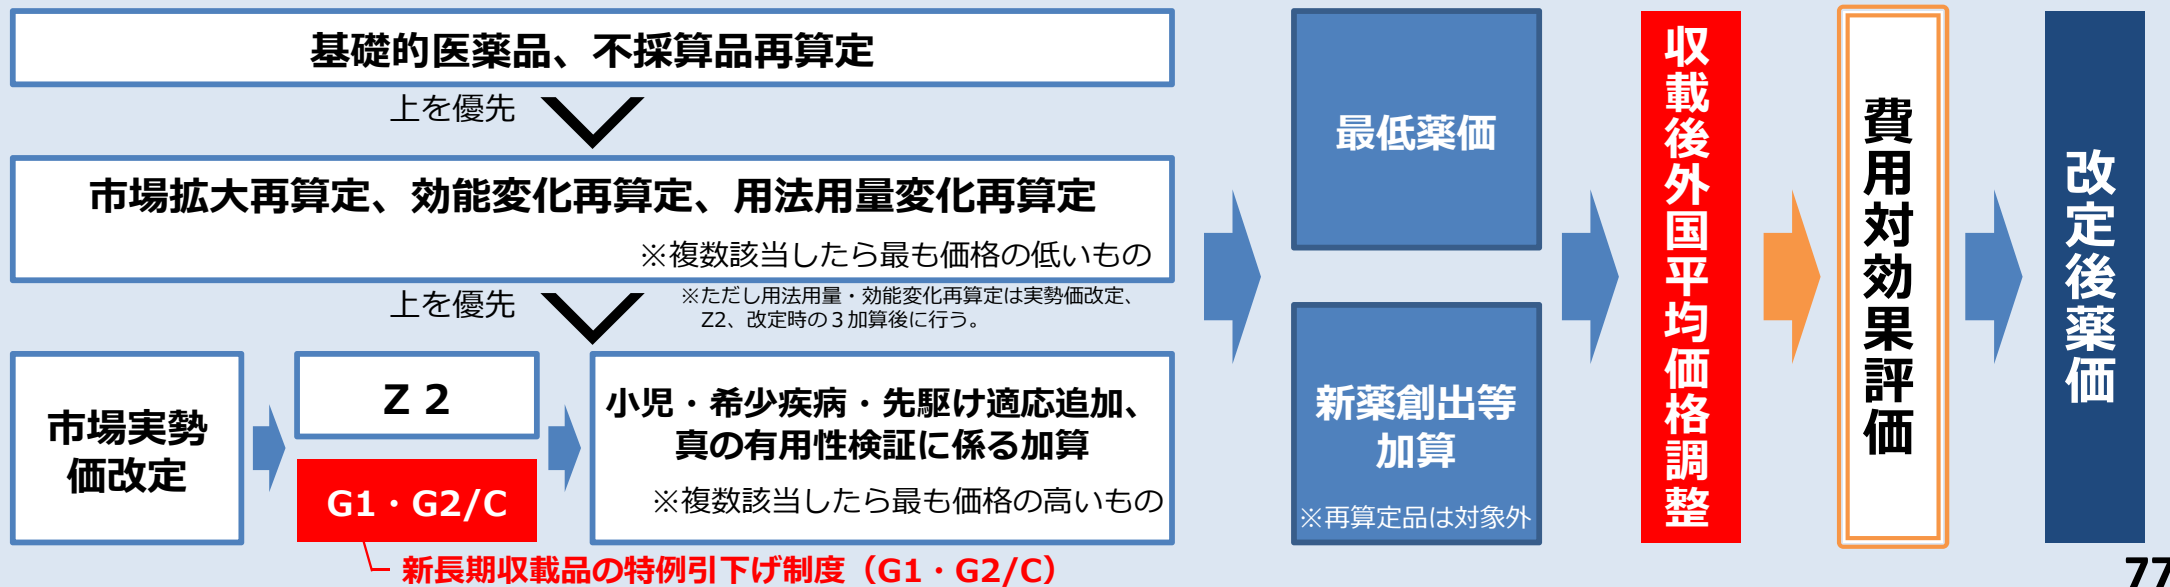 基礎的医薬品、不採算品再算定
上を優先
市場拡大再算定、効能変化再算定、用法用量変化再算定
※複数該当したら最も価格の低いもの
上を優先
※ただし用法用量・効能変化再算定は実勢価改定、
Z2、改定時の３加算後に行う。
市場実勢
価改定
Z 2
G1・G2/C
小児・希少疾病・先駆け適応追加、
真の有用性検証に係る加算
※複数該当したら最も価格の高いもの
新長期収載品の特例引下げ制度（G1・G2/C）
最低薬価
新薬創出等
加算
※再算定品は対象外
収載後外国平均価格調整
費用対効果評価
改定後薬価
77